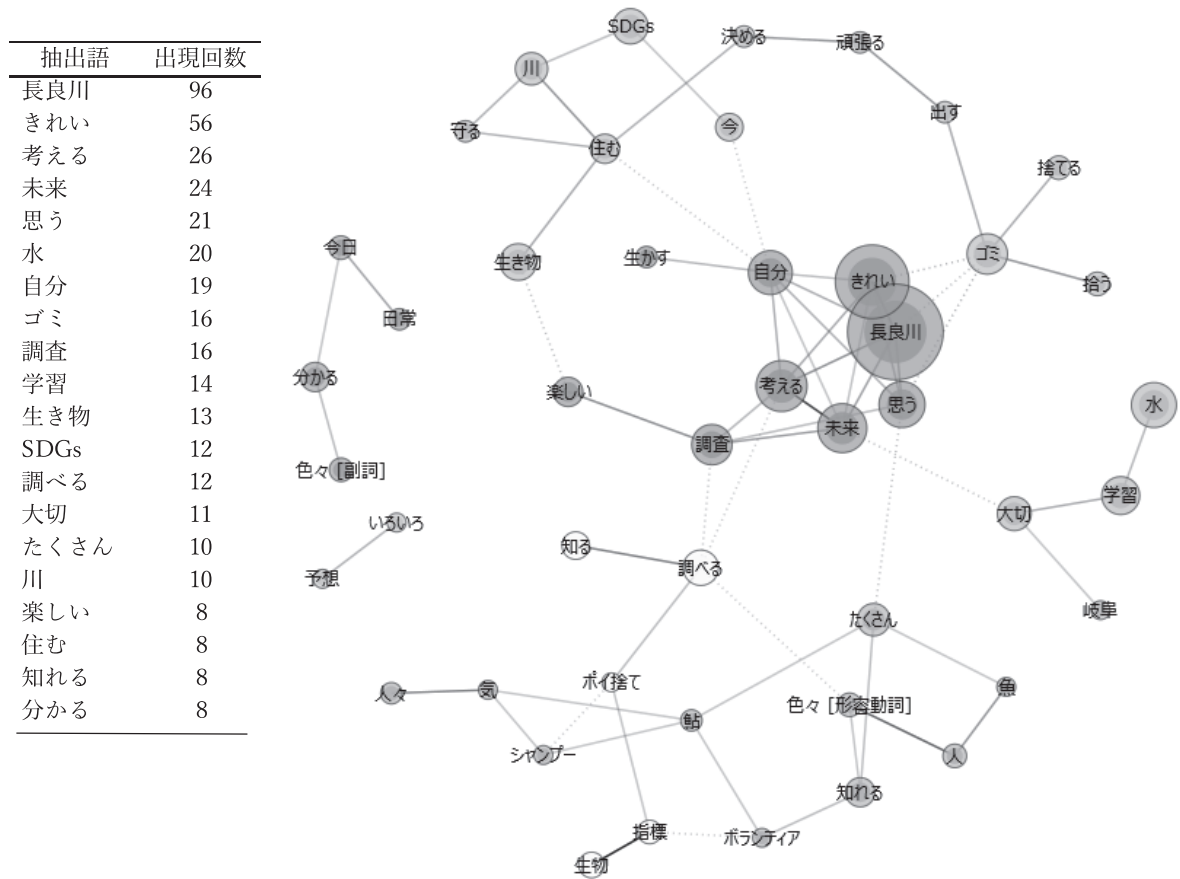 抽出語 出現回数
長良川 96
きれい 56
考える 26
未来 24
思う 21
水 20
自分 19
ゴミ 16
調査 16
学習 14
生き物 13
SDGs 12
調べる 12
大切 11
たくさん 10
川 10
楽しい 8
住む 8
知れる 8
分かる 8
SDGs
決める
頑張る
川
出す
守る
今
住む
捨てる
今日
生かす
自分
きれい
ゴミ
生き物
拾う
日常
長良川
分かる
楽しい
考える
思う
水
未来
調査
色々 [副詞]
学習
大切
いろいろ
知る
調べる
予想
岐阜
たくさん
人々
気
ポイ捨て
魚
色々 [形容動詞]
鮎
シャンプー
人
知れる
指標
ボランティア
生物